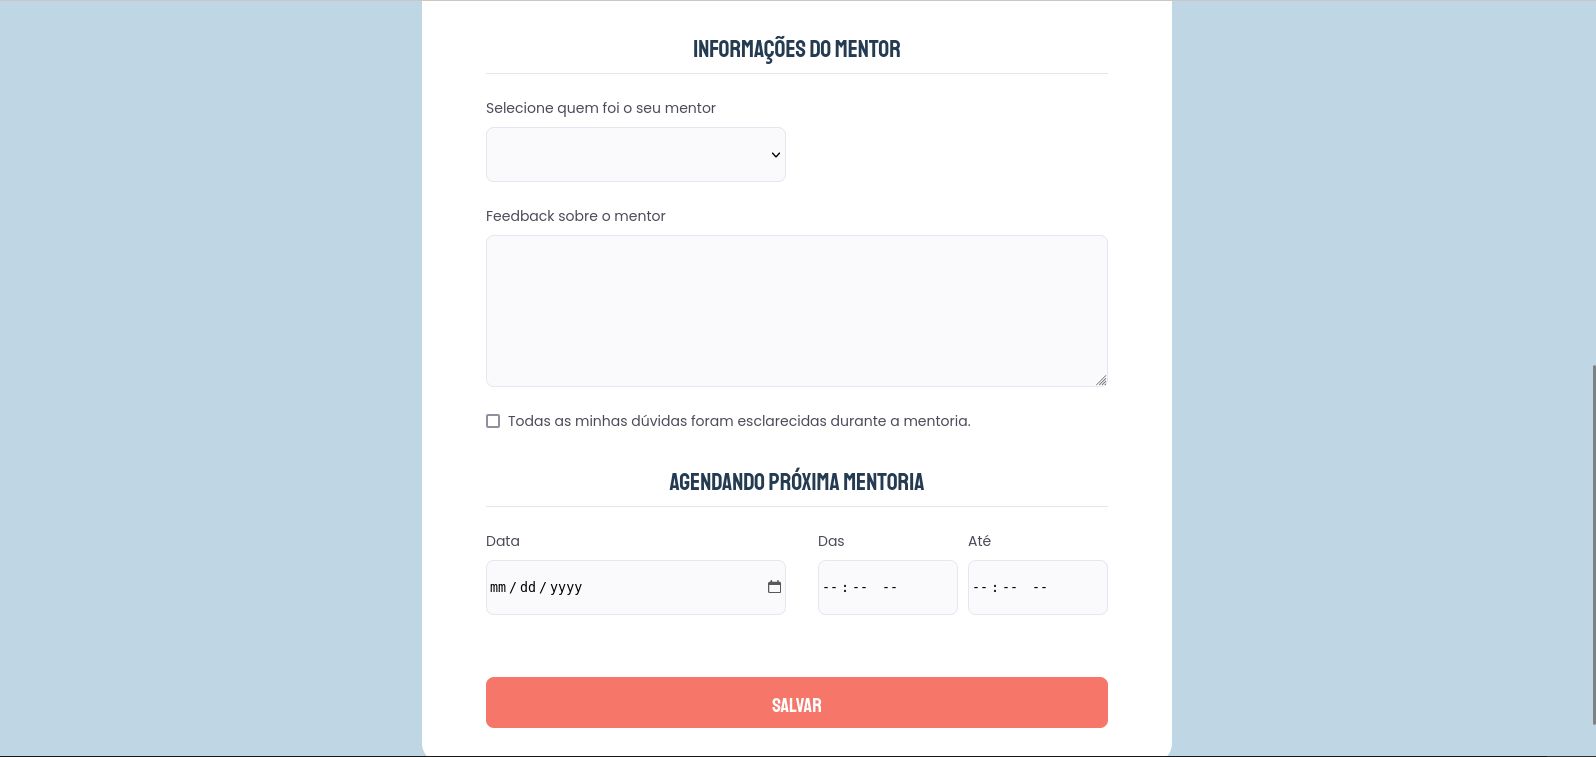 INFORMAÇÕES DO MENTOR
Selecione quem foi o seu mentor
Feedback sobre o mentor
Todas as minhas dúvidas foram esclarecidas durante a mentoria.
AGENDANDO PRÓXIMA MENTORIA
Data Das Até
mm/dd/yyyy --:-- -- --:-- --
SALVAR